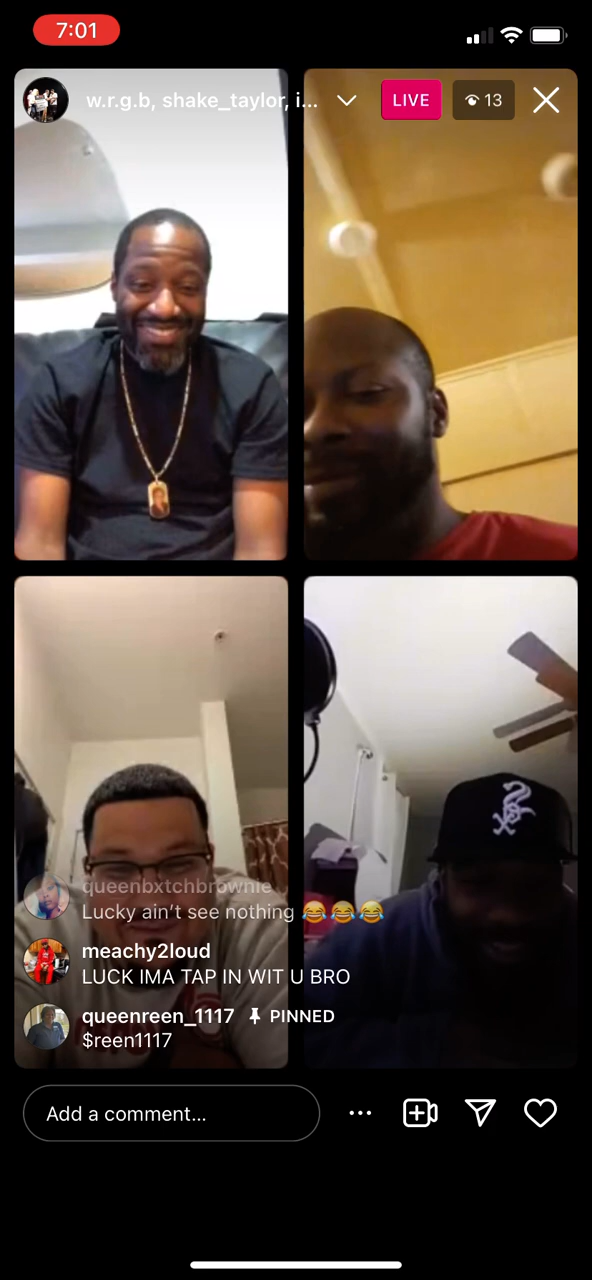 7:01
w.r.g.b, shake_taylor, i...
LIVE
13
queenbxtchbrownie
Lucky ain't see nothing 😂😂😂
meachy2loud
LUCK IMA TAP IN WIT U BRO
queenreen_1117 PINNED
$reen1117
Add a comment...